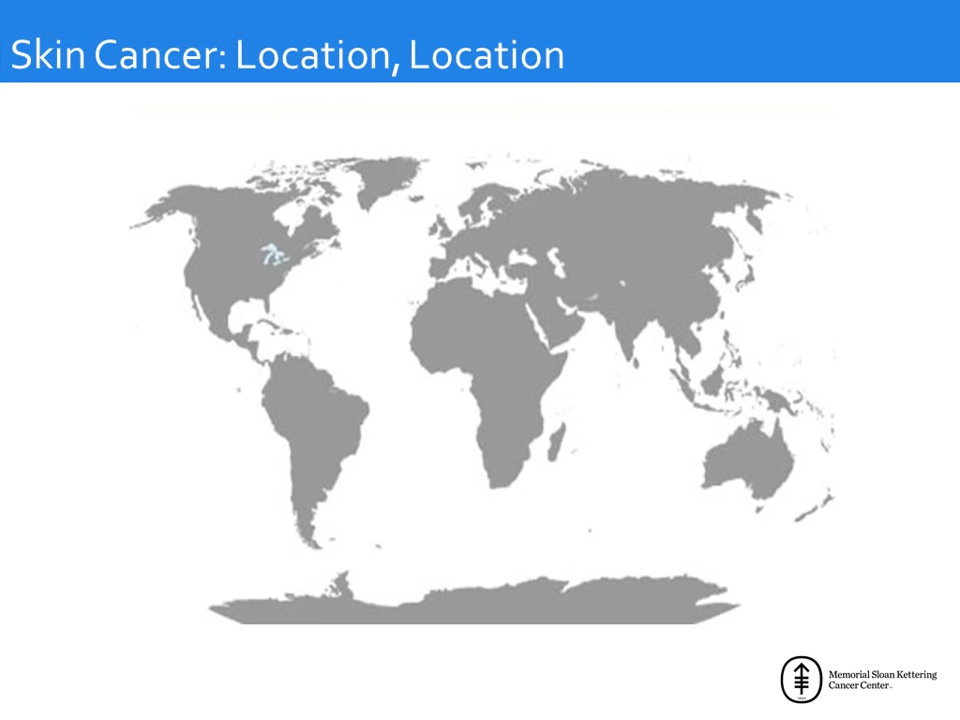 Skin Cancer: Location, Location
Memorial Sloan Kettering
Cancer Center